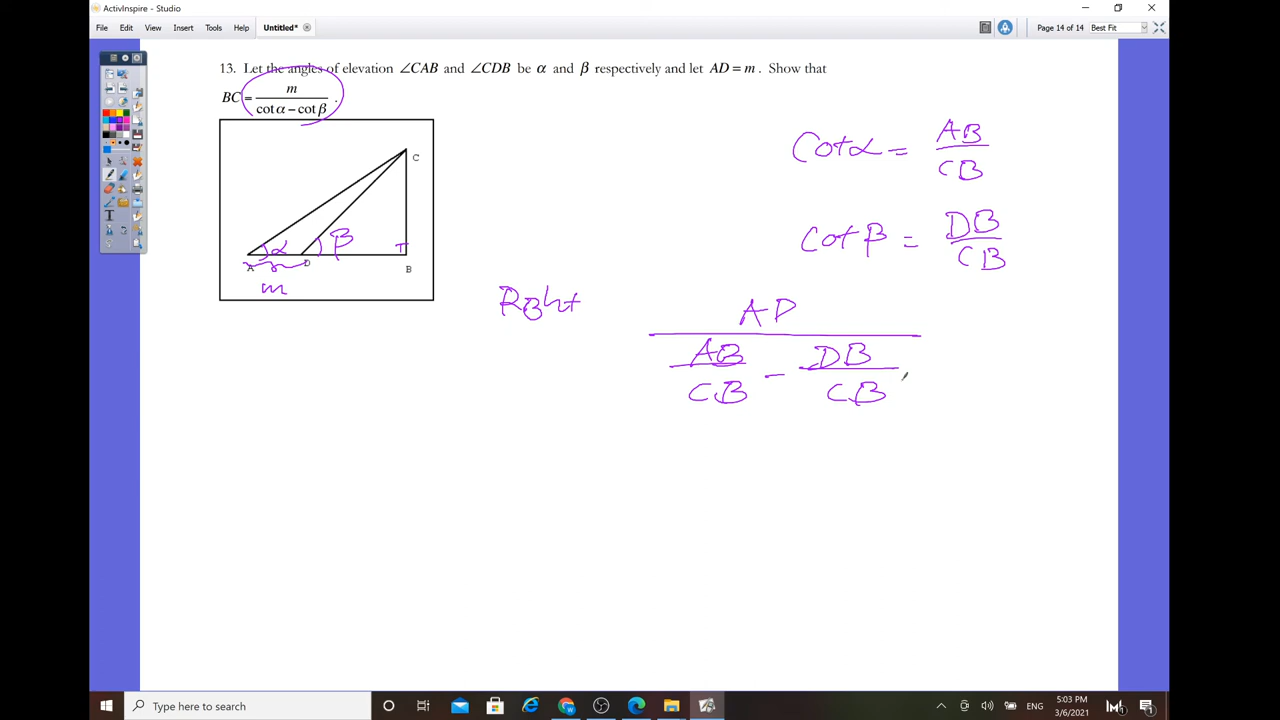 ActivInspire - Studio
File Edit View Insert Tools Help Untitled* Page 14 of 14 Best Fit
13. Let the angles of elevation ∠CAB and ∠CDB be α and β respectively and let AD = m . Show that
BC = m / (cot α − cot β) .
C
α β
A D B
m
Cot α = AB / CB
Cot β = DB / CB
Right
AD
AB / CB − DB / CB
Type here to search
ENG
5:03 PM
3/6/2021